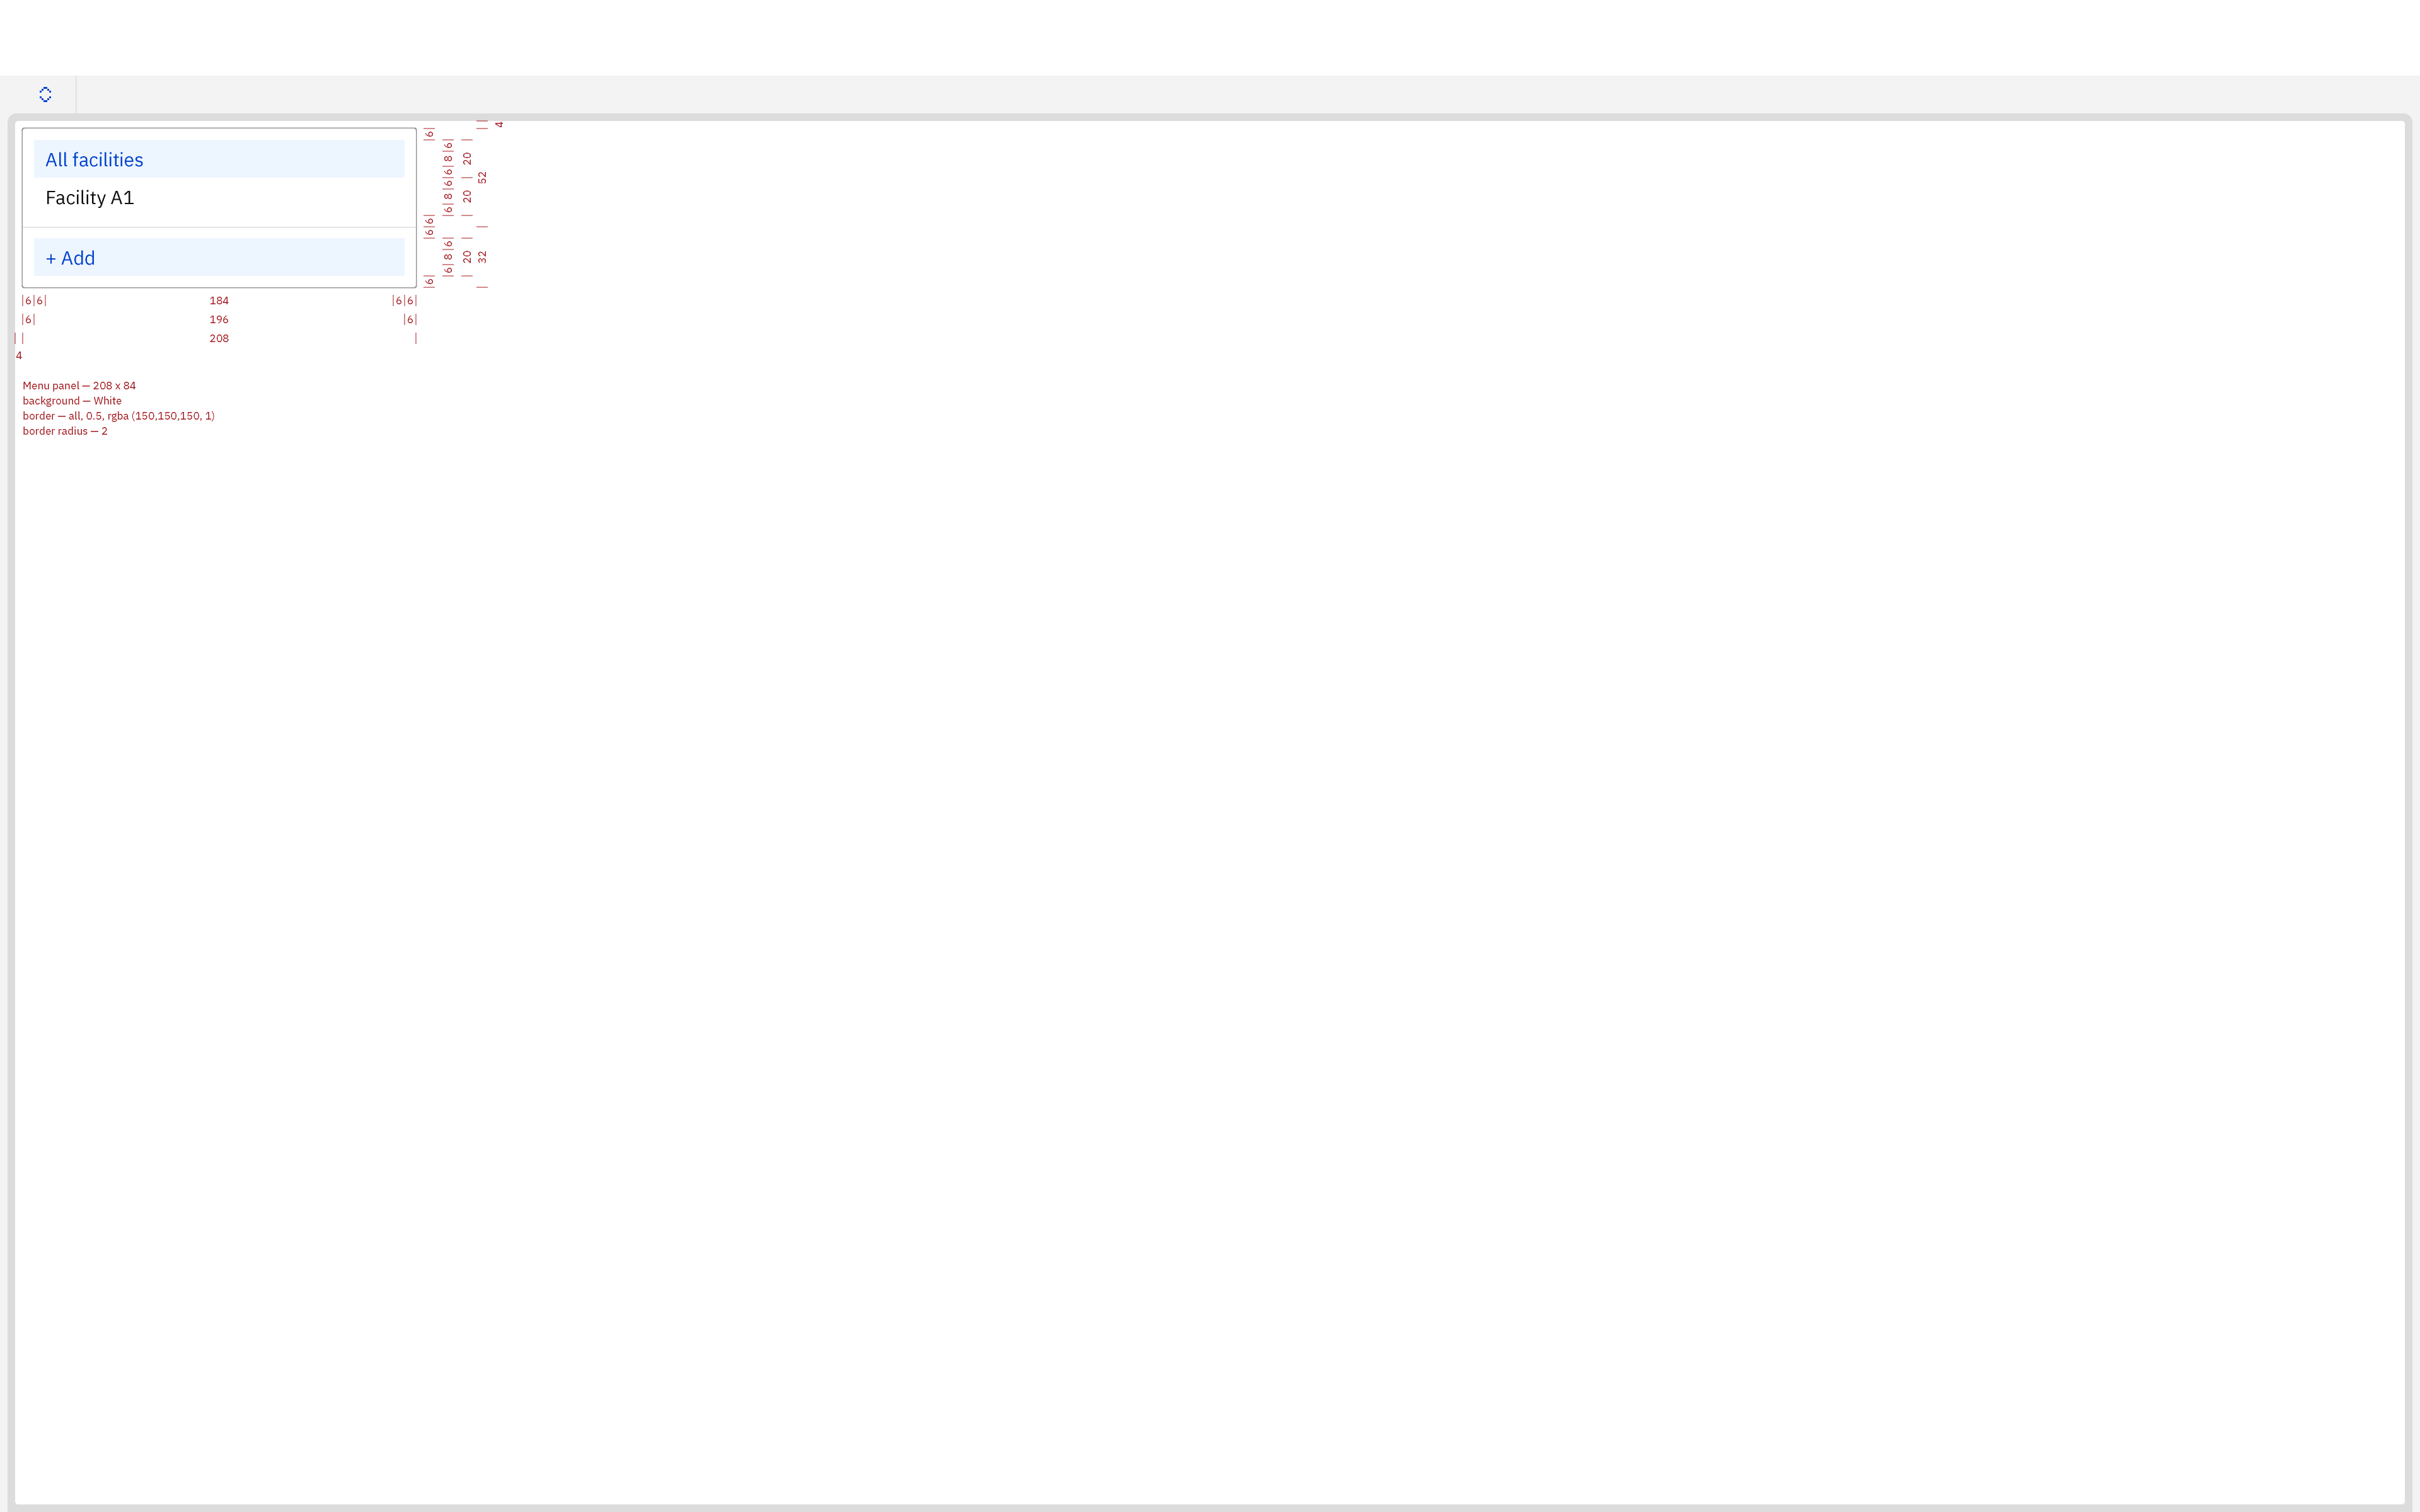 4
6
6 8 6 6 8 6
20 20
52
All facilities
Facility A1
6 6
+ Add
6 8 6
20
32
6
6 6 184 6 6
6 196 6
208
4
Menu panel — 208 x 84
background — White
border — all, 0.5, rgba (150,150,150, 1)
border radius — 2